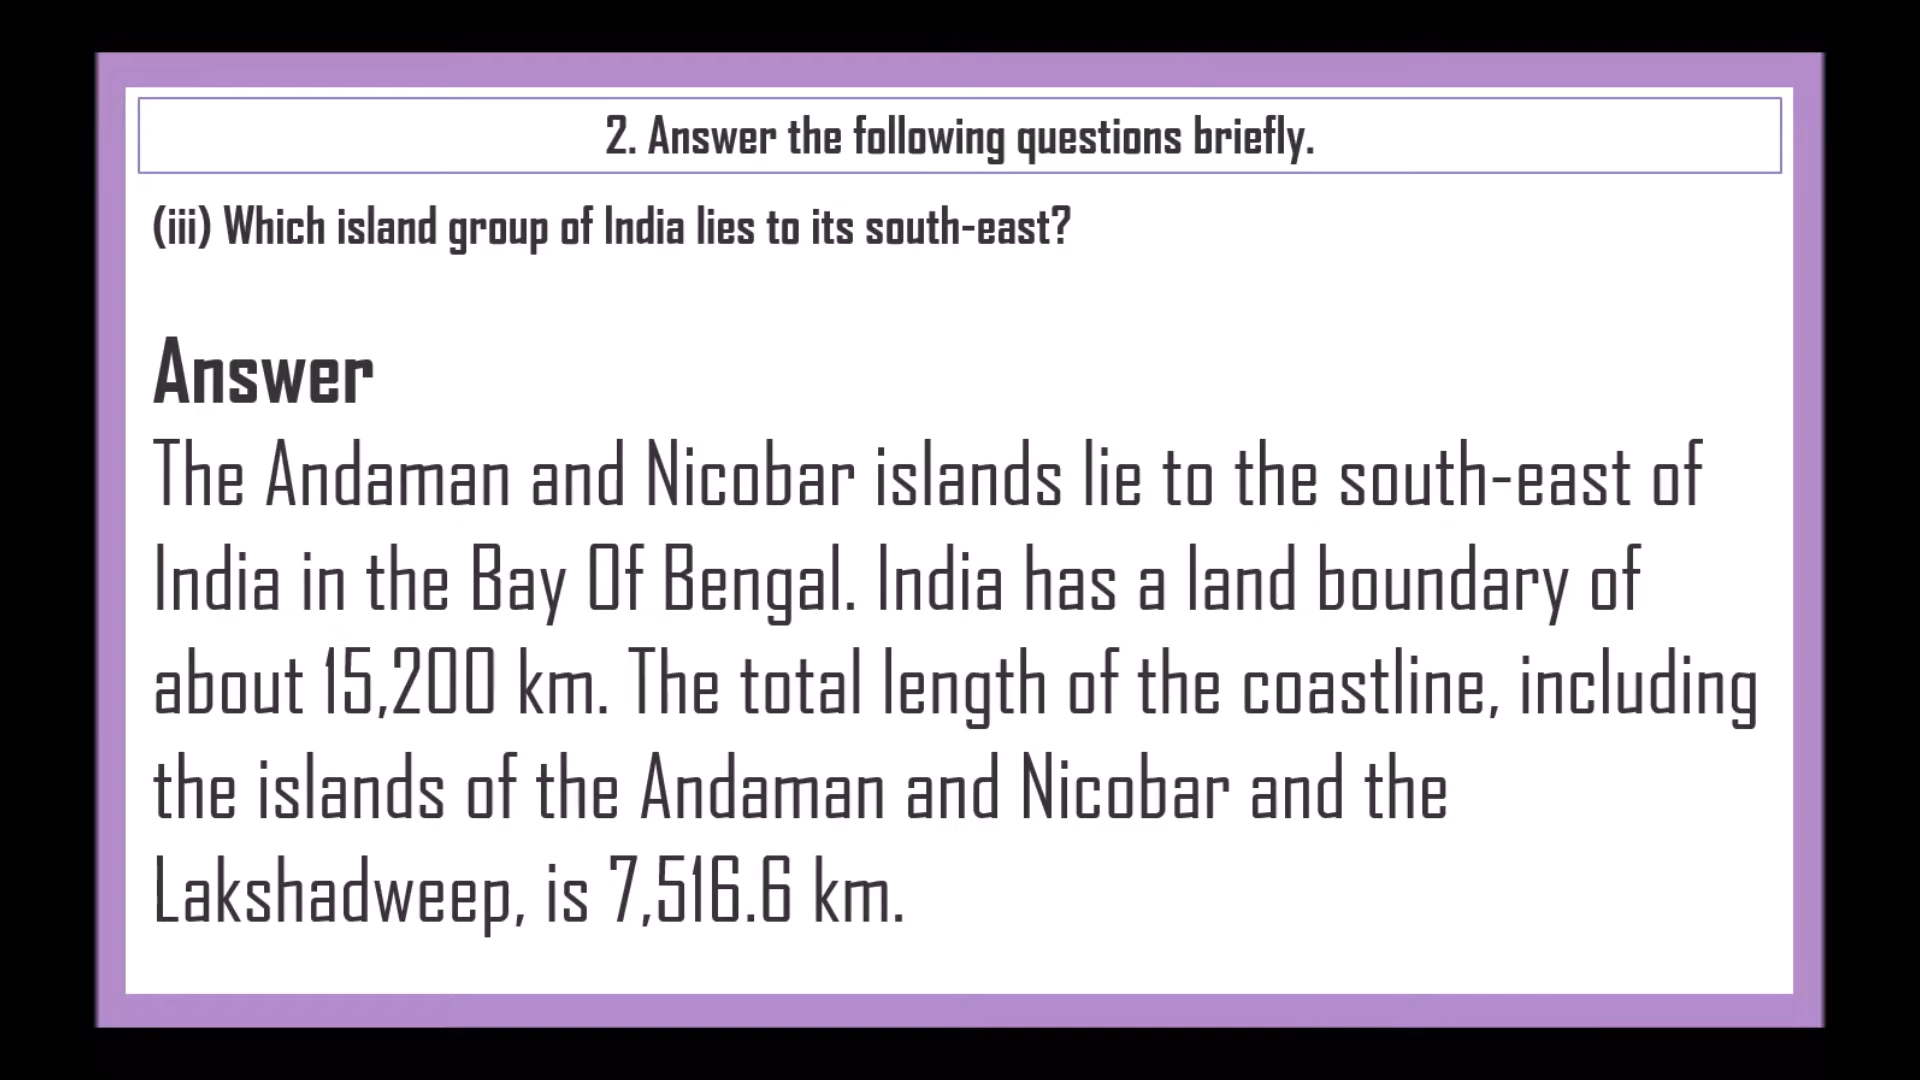 2. Answer the following questions briefly.
(iii) Which island group of India lies to its south-east?
Answer
The Andaman and Nicobar islands lie to the south-east of
India in the Bay Of Bengal. India has a land boundary of
about 15,200 km. The total length of the coastline, including
the islands of the Andaman and Nicobar and the
Lakshadweep, is 7,516.6 km.